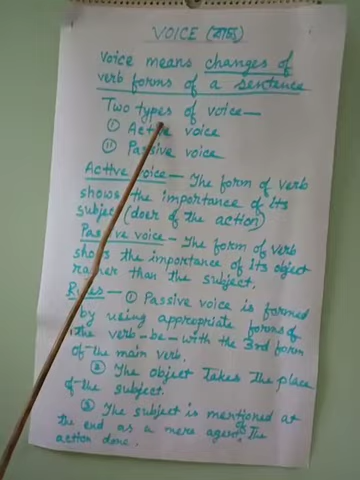 VOICE (বাচ্য)
Voice means changes of
verb forms of a sentence
Two types of voice—
(i) Active voice
(ii) Passive voice
Active voice — The form of verb
shows the importance of its
subject (doer of the action)
Passive voice - The form of verb
shows the importance of its object
rather than the subject.
Rules — ① Passive voice is formed
by using appropriate forms of
the verb - be - with the 3rd form
of the main verb.
② The object takes the place
of the subject.
③ The subject is mentioned at
the end as a mere agent of The
action done.